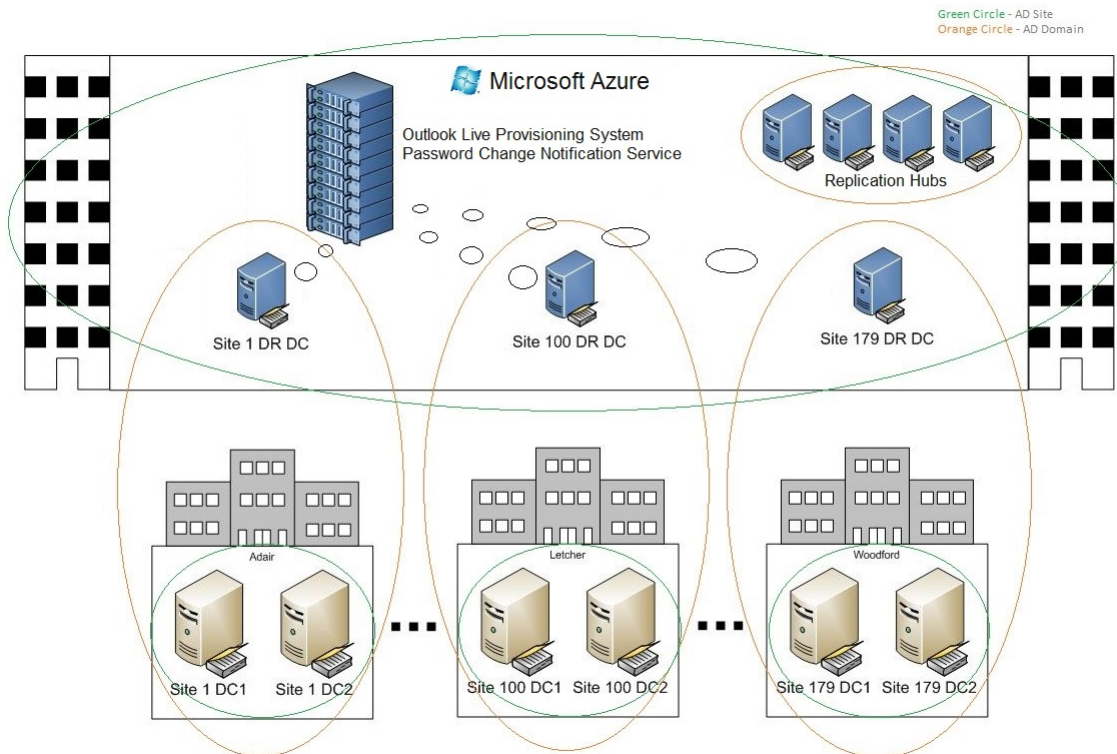 Green Circle - AD Site
Orange Circle - AD Domain
Microsoft Azure
Outlook Live Provisioning System
Password Change Notification Service
Replication Hubs
Site 1 DR DC
Site 100 DR DC
Site 179 DR DC
Adair
Letcher
Woodford
Site 1 DC1
Site 1 DC2
Site 100 DC1
Site 100 DC2
Site 179 DC1
Site 179 DC2